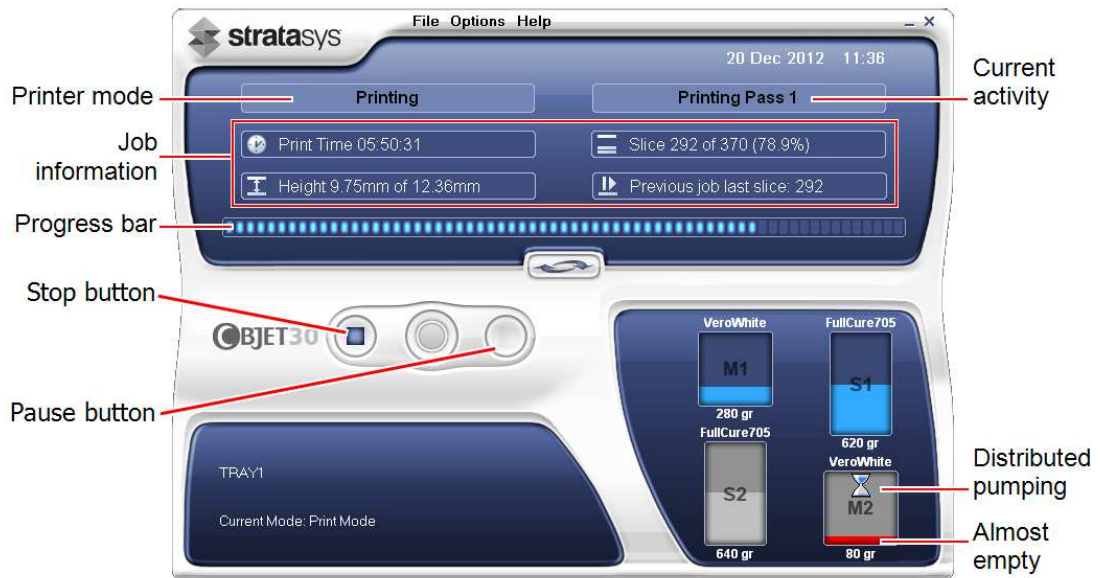 stratasys
File Options Help
20 Dec 2012 11:36
Printer mode
Printing
Printing Pass 1
Current
activity
Job
information
Print Time 05:50:31
Slice 292 of 370 (78.9%)
Height 9.75mm of 12.36mm
Previous job last slice: 292
Progress bar
Stop button
OBJET30
Pause button
VeroWhite
M1
280 gr
FullCure705
S1
620 gr
FullCure705
S2
640 gr
VeroWhite
M2
80 gr
Distributed
pumping
Almost
empty
TRAY1
Current Mode: Print Mode